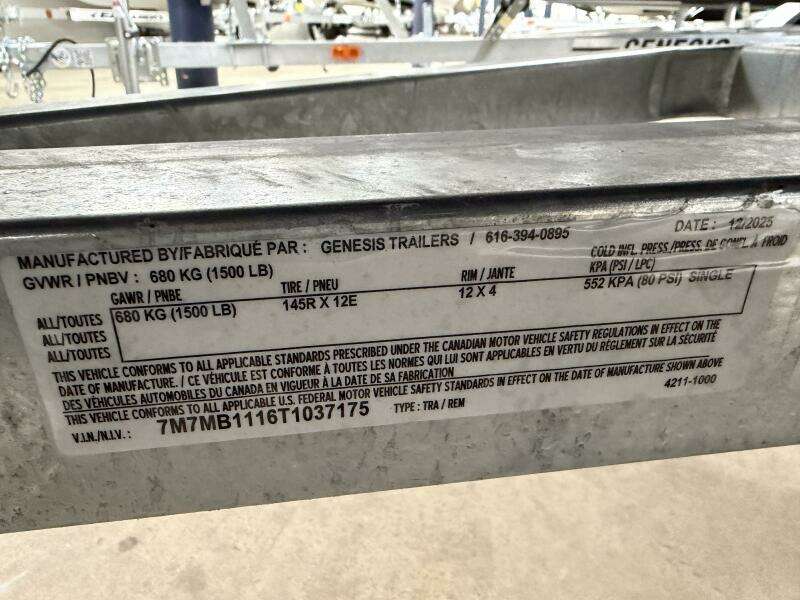 GENESIS
MANUFACTURED BY/FABRIQUÉ PAR : GENESIS TRAILERS / 616-394-0895 DATE : 12/2025
GVWR / PNBV : 680 KG (1500 LB) COLD INFL. PRESS./PRESS. DE GONFL. À FROID
GAWR / PNBE TIRE / PNEU RIM / JANTE KPA (PSI / LPC)
ALL/TOUTES 680 KG (1500 LB) 145R X 12E 12 X 4 552 KPA (80 PSI) SINGLE
ALL/TOUTES
ALL/TOUTES
THIS VEHICLE CONFORMS TO ALL APPLICABLE STANDARDS PRESCRIBED UNDER THE CANADIAN MOTOR VEHICLE SAFETY REGULATIONS IN EFFECT ON THE
DATE OF MANUFACTURE. / CE VÉHICULE EST CONFORME À TOUTES LES NORMES QUI LUI SONT APPLICABLES EN VERTU DU RÈGLEMENT SUR LA SÉCURITÉ
DES VÉHICULES AUTOMOBILES DU CANADA EN VIGUEUR À LA DATE DE SA FABRICATION
THIS VEHICLE CONFORMS TO ALL APPLICABLE U.S. FEDERAL MOTOR VEHICLE SAFETY STANDARDS IN EFFECT ON THE DATE OF MANUFACTURE SHOWN ABOVE
V.I.N./N.I.V.: 7M7MB1116T1037175 TYPE : TRA / REM 4211-1000